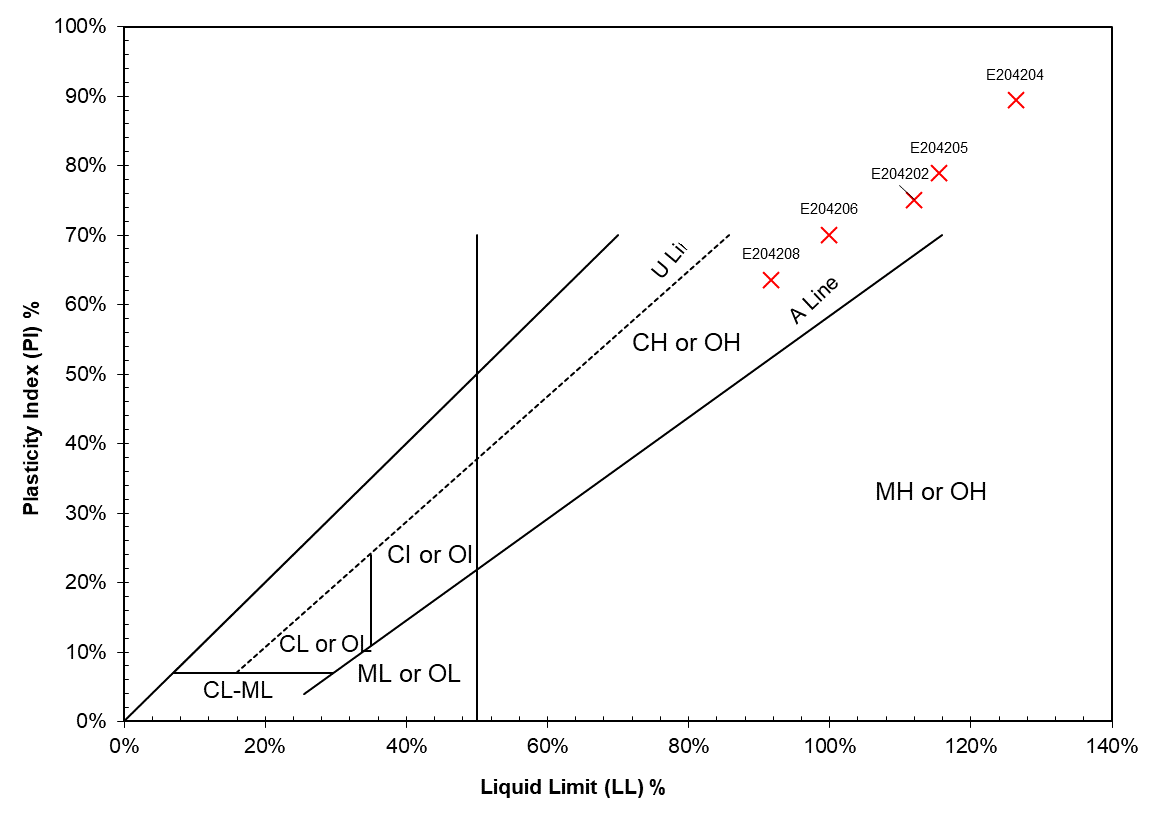 100%
90%
80%
70%
60%
50%
40%
30%
20%
10%
0%
Plasticity Index (PI) %
E204204
E204205
E204202
E204206
E204208
U Li
A Line
CH or OH
MH or OH
CI or OI
CL or OL
ML or OL
CL-ML
0%
20%
40%
60%
80%
100%
120%
140%
Liquid Limit (LL) %